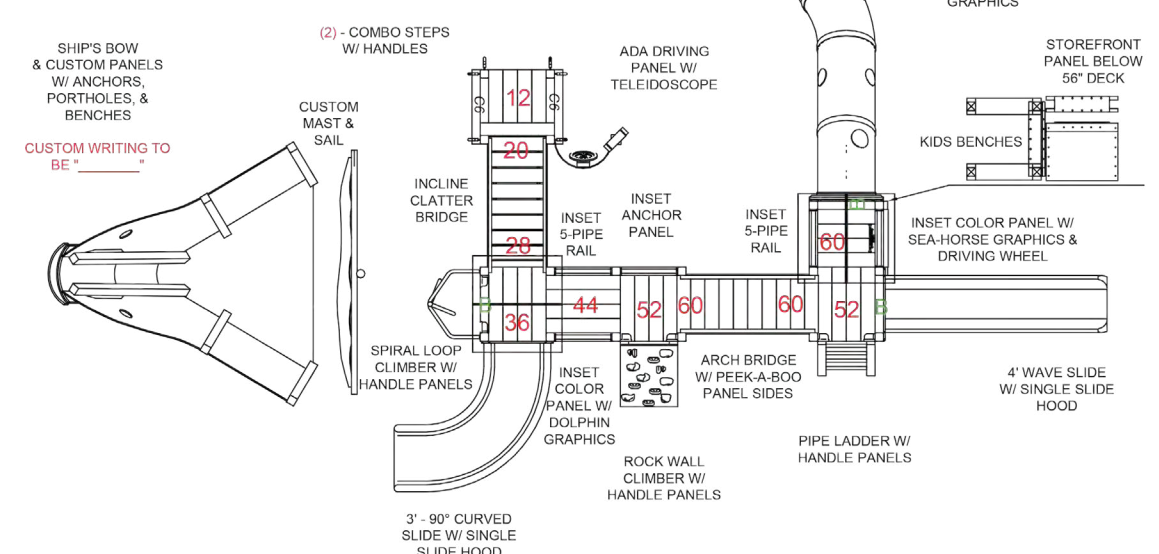 GRAPHICS
(2) - COMBO STEPS
W/ HANDLES
SHIP'S BOW
& CUSTOM PANELS
W/ ANCHORS,
PORTHOLES, &
BENCHES
CUSTOM WRITING TO
BE "________"
CUSTOM
MAST &
SAIL
ADA DRIVING
PANEL W/
TELEIDOSCOPE
STOREFRONT
PANEL BELOW
56" DECK
KIDS BENCHES
C6
12
C6
20
INCLINE
CLATTER
BRIDGE
28
INSET
5-PIPE
RAIL
INSET
ANCHOR
PANEL
INSET
5-PIPE
RAIL
B
60
INSET COLOR PANEL W/
SEA-HORSE GRAPHICS &
DRIVING WHEEL
B
36
44
52
60
60
52
B
SPIRAL LOOP
CLIMBER W/
HANDLE PANELS
INSET
COLOR
PANEL W/
DOLPHIN
GRAPHICS
ARCH BRIDGE
W/ PEEK-A-BOO
PANEL SIDES
4' WAVE SLIDE
W/ SINGLE SLIDE
HOOD
PIPE LADDER W/
HANDLE PANELS
ROCK WALL
CLIMBER W/
HANDLE PANELS
3' - 90° CURVED
SLIDE W/ SINGLE
SLIDE HOOD